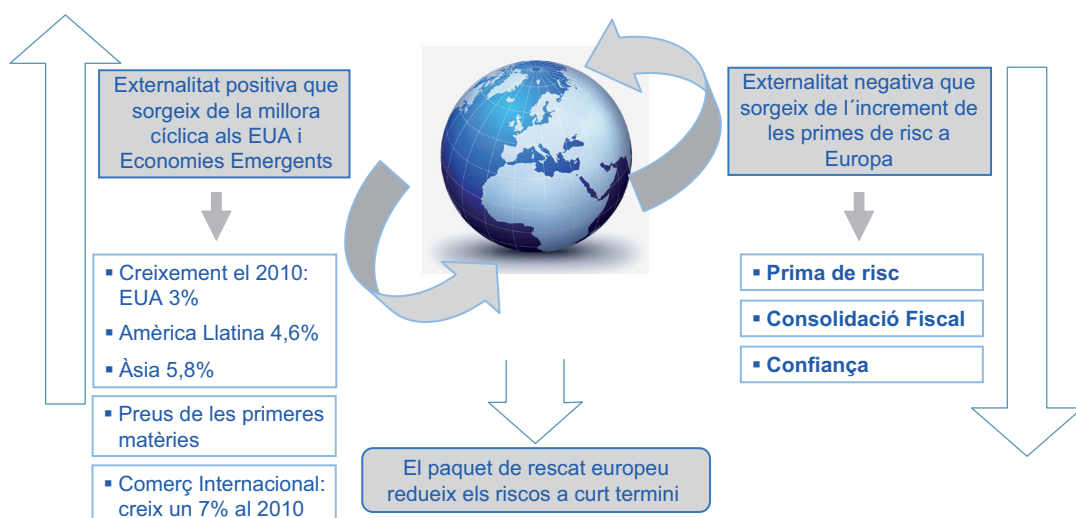 Externalitat positiva que
sorgeix de la millora
cíclica als EUA i
Economies Emergents
▪ Creixement el 2010:
EUA 3%
▪ Amèrica Llatina 4,6%
▪ Àsia 5,8%
▪ Preus de les primeres
matèries
▪ Comerç Internacional:
creix un 7% al 2010
El paquet de rescat europeu
redueix els riscos a curt termini
Externalitat negativa que
sorgeix de l´increment de
les primes de risc a
Europa
▪ Prima de risc
▪ Consolidació Fiscal
▪ Confiança